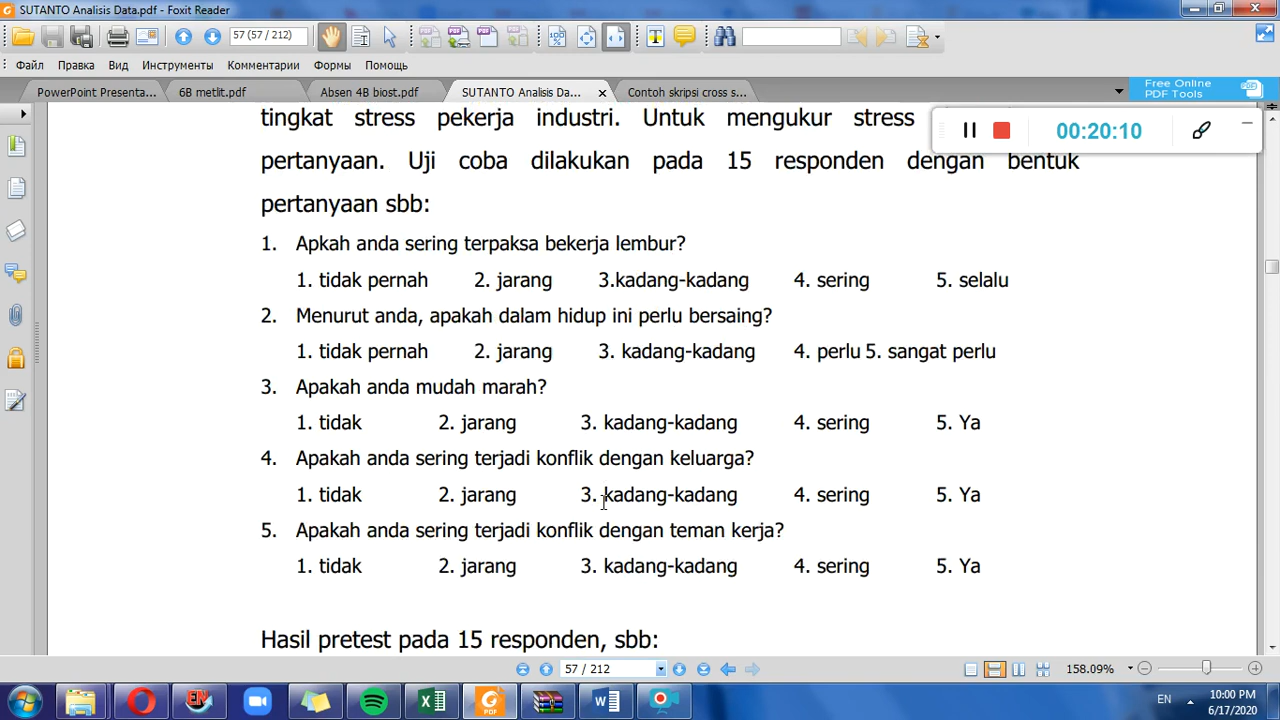 SUTANTO Analisis Data.pdf - Foxit Reader
57 (57 / 212)
Файл Правка Вид Инструменты Комментарии Формы Помощь
PowerPoint Presenta... 6B metlit.pdf Absen 4B biost.pdf SUTANTO Analisis Da... Contoh skripsi cross s...
Free Online
PDF Tools
00:20:10
tingkat stress pekerja industri. Untuk mengukur stress
pertanyaan. Uji coba dilakukan pada 15 responden dengan bentuk
pertanyaan sbb:
1. Apkah anda sering terpaksa bekerja lembur?
1. tidak pernah 2. jarang 3.kadang-kadang 4. sering 5. selalu
2. Menurut anda, apakah dalam hidup ini perlu bersaing?
1. tidak pernah 2. jarang 3. kadang-kadang 4. perlu 5. sangat perlu
3. Apakah anda mudah marah?
1. tidak 2. jarang 3. kadang-kadang 4. sering 5. Ya
4. Apakah anda sering terjadi konflik dengan keluarga?
1. tidak 2. jarang 3. kadang-kadang 4. sering 5. Ya
5. Apakah anda sering terjadi konflik dengan teman kerja?
1. tidak 2. jarang 3. kadang-kadang 4. sering 5. Ya
Hasil pretest pada 15 responden, sbb:
57 / 212
158.09%
EN
10:00 PM
6/17/2020